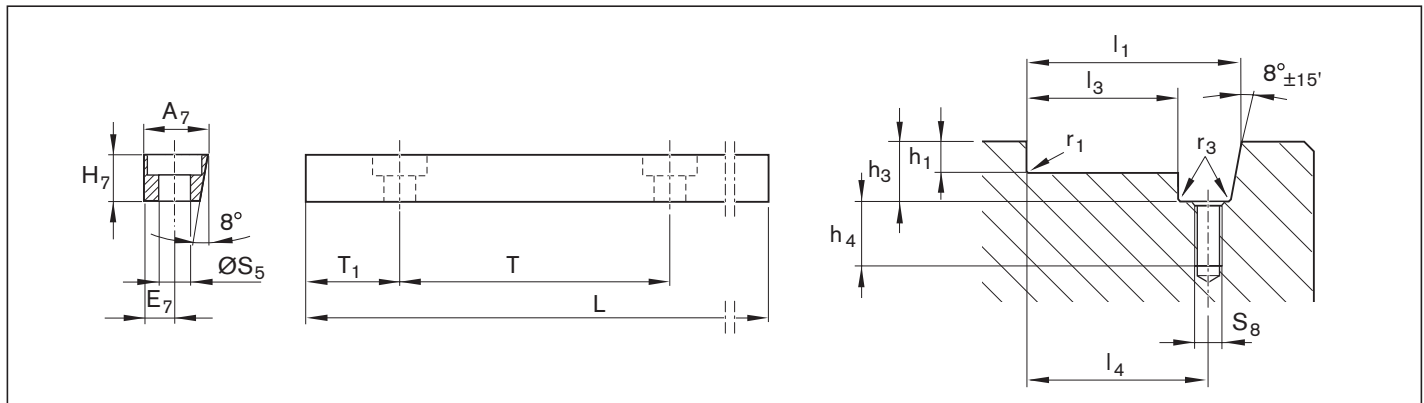 A₇
H₇
8°
ØS₅
E₇
T₁
T
L
l₁
l₃
8°±15'
r₁
h₁
h₃
r₃
h₄
S₈
l₄